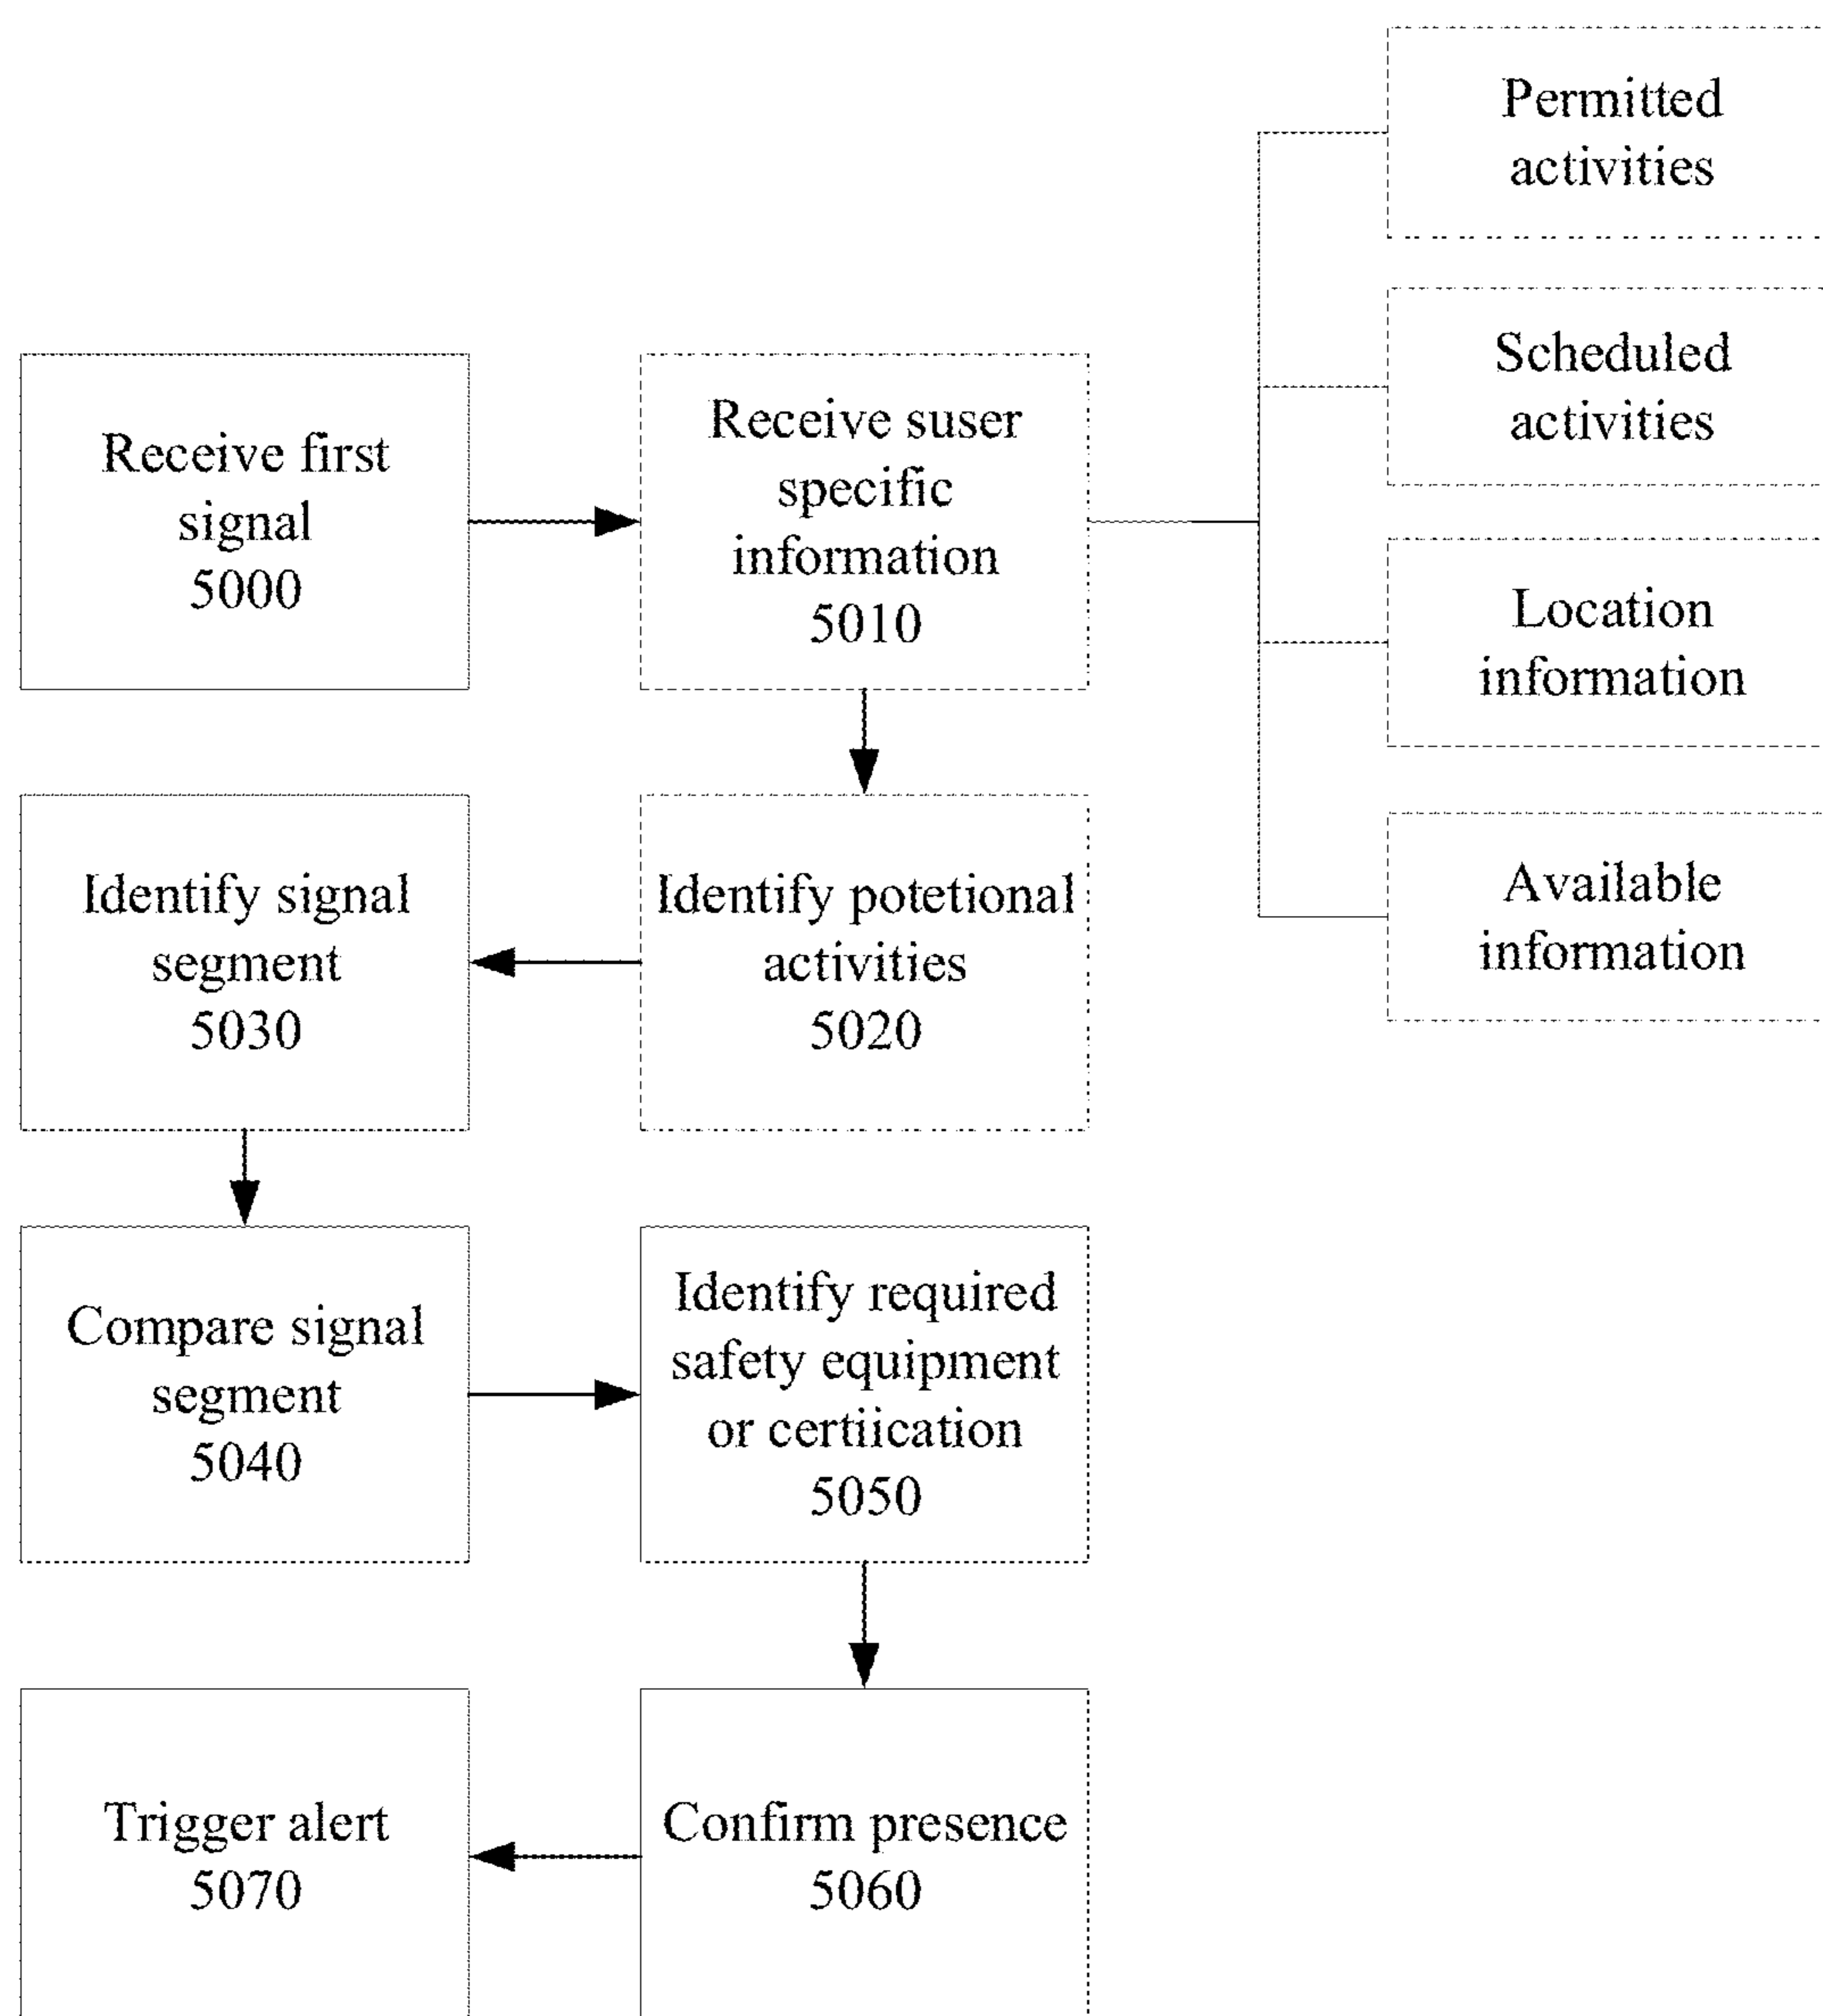 Receive first
signal
5000
Receive suser
specific
information
5010
Permitted
activities
Scheduled
activities
Location
information
Available
information
Identify potetional
activities
5020
Identify signal
segment
5030
Compare signal
segment
5040
Identify required
safety equipment
or certiication
5050
Confirm presence
5060
Trigger alert
5070